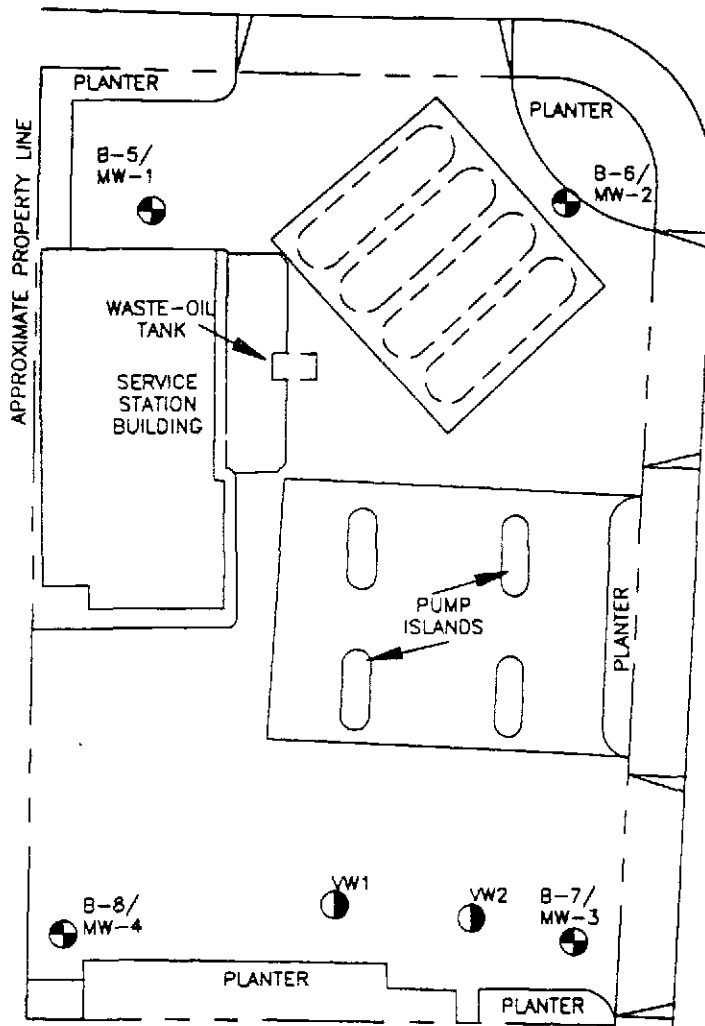 PLANTER
PLANTER
B-5/
MW-1
B-6/
MW-2
APPROXIMATE PROPERTY LINE
WASTE-OIL
TANK
SERVICE
STATION
BUILDING
PUMP
ISLANDS
PLANTER
VW1
VW2
B-7/
MW-3
B-8/
MW-4
PLANTER
PLANTER